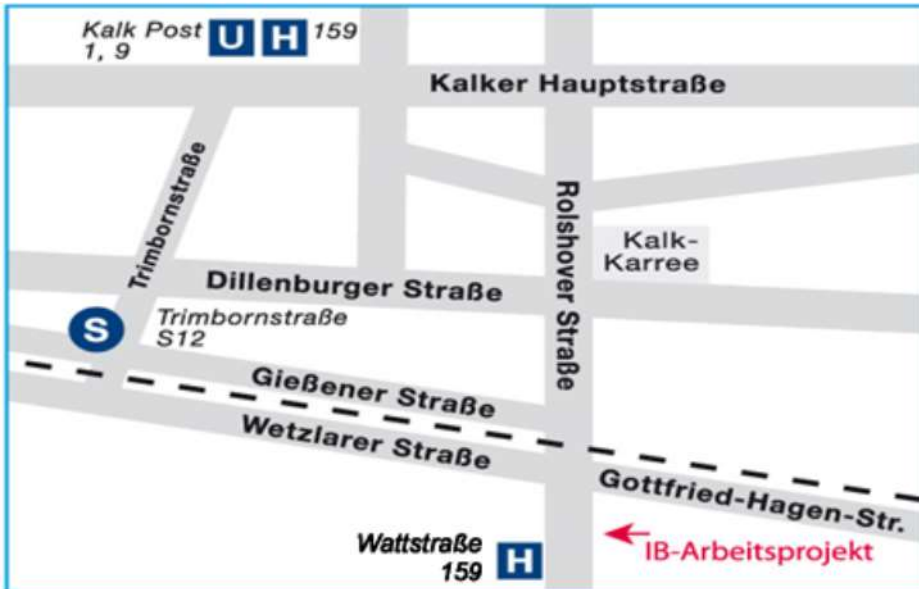 Kalk Post U H 159
1, 9
Kalker Hauptstraße
Trimbornstraße
Rolshover Straße
Kalk-
Karree
Dillenburger Straße
S Trimbornstraße
S12
Gießener Straße
Wetzlarer Straße
Gottfried-Hagen-Str.
Wattstraße
159 H
IB-Arbeitsprojekt